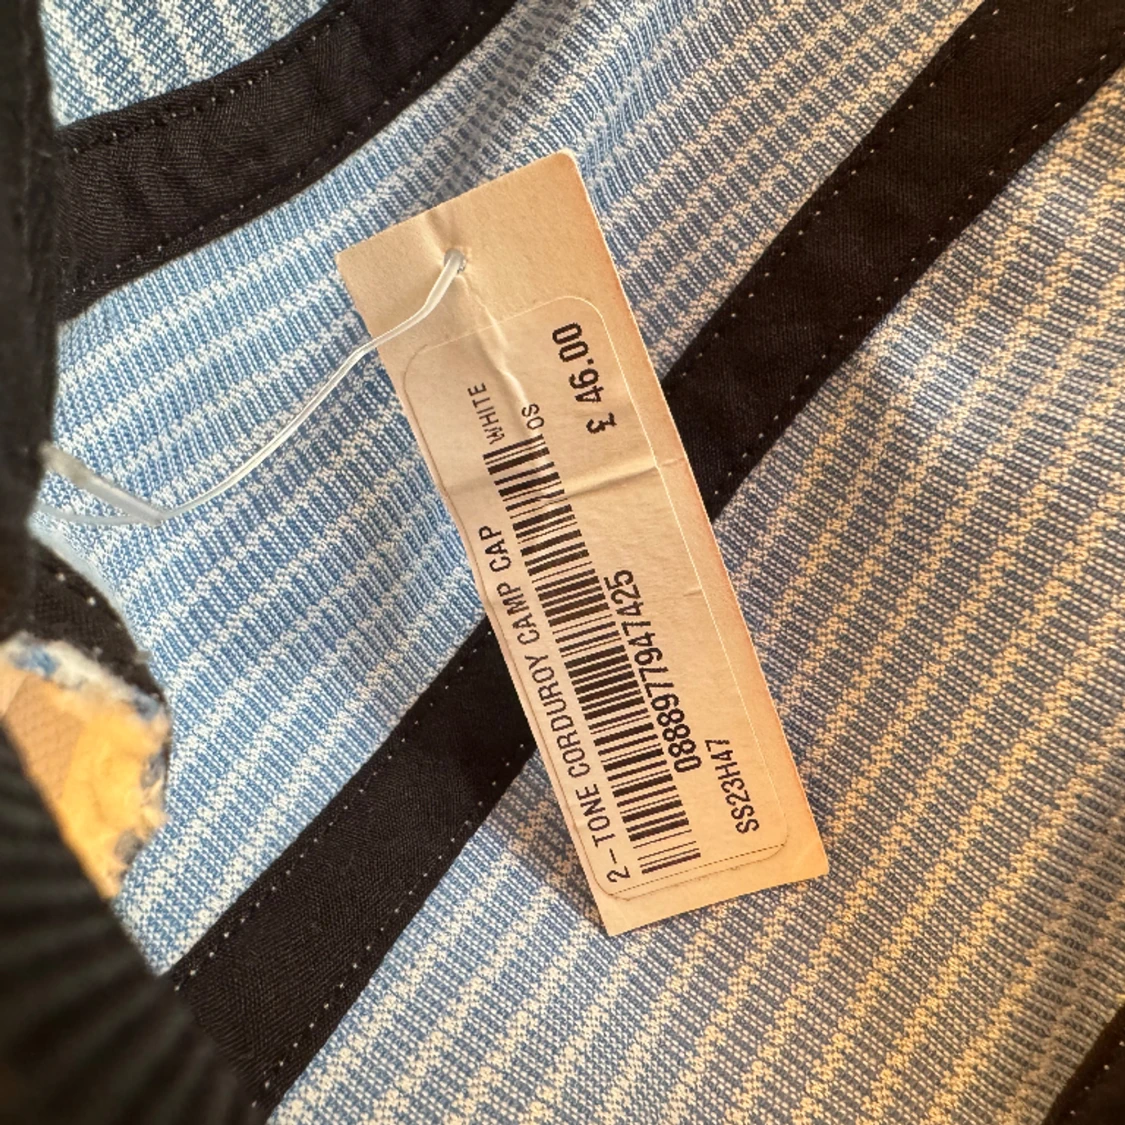 2-TONE CORDUROY CAMP CAP
WHITE
OS
0888977947425
£ 46.00
SS23H47